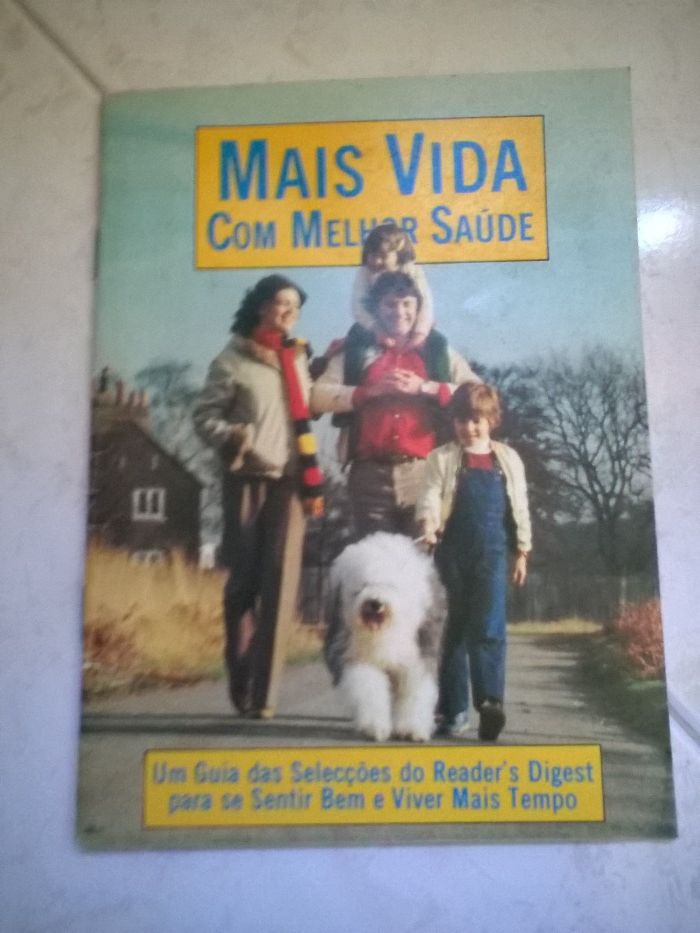 MAIS VIDA
COM MELHOR SAÚDE
Um Guia das Selecções do Reader's Digest
para se Sentir Bem e Viver Mais Tempo